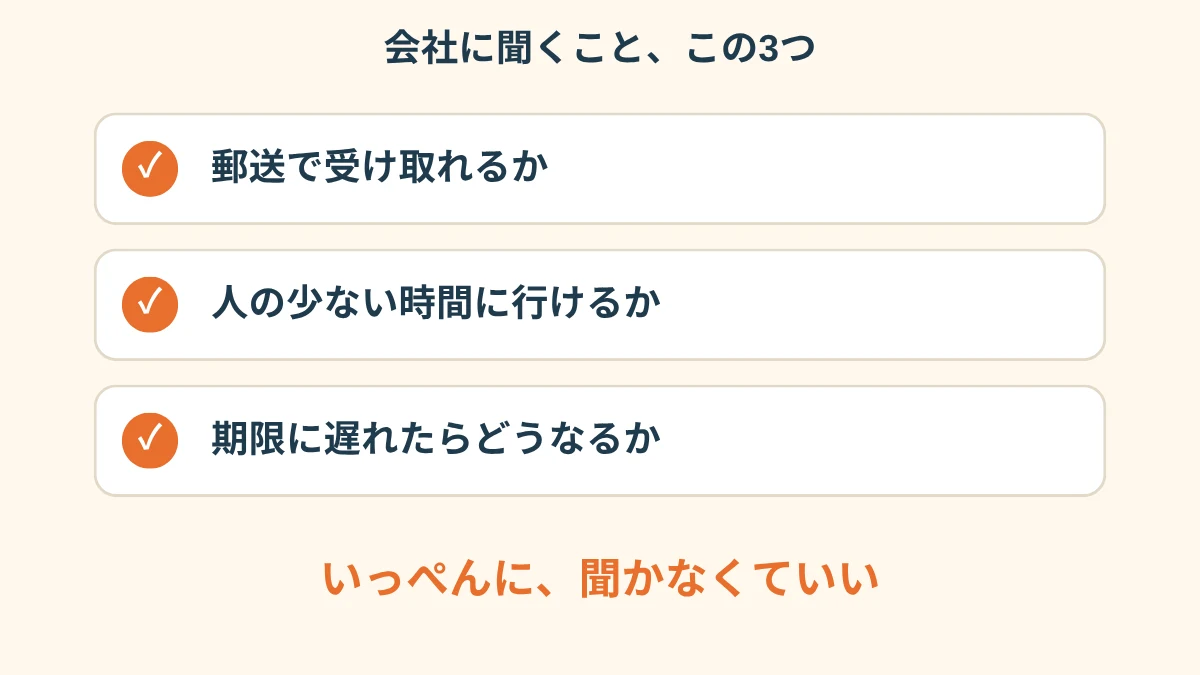 会社に聞くこと、この3つ
✓ 郵送で受け取れるか
✓ 人の少ない時間に行けるか
✓ 期限に遅れたらどうなるか
いっぺんに、聞かなくていい